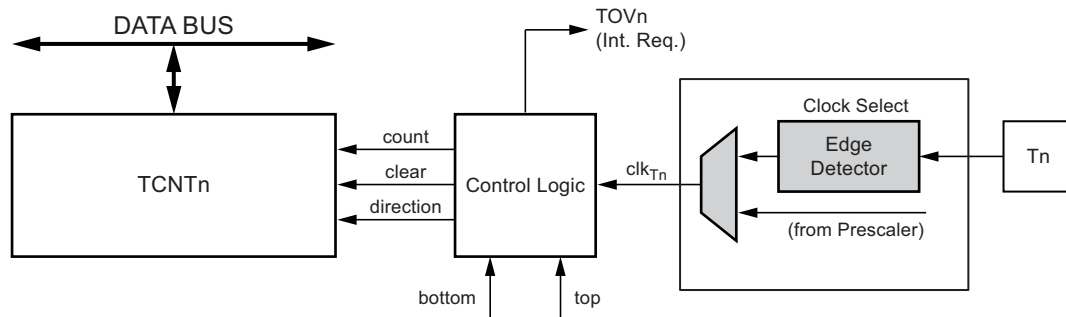 DATA BUS
TOVn
(Int. Req.)
Clock Select
count
Edge
Detector
Tn
TCNTn
clear
Control Logic
clkTn
direction
(from Prescaler)
bottom
top